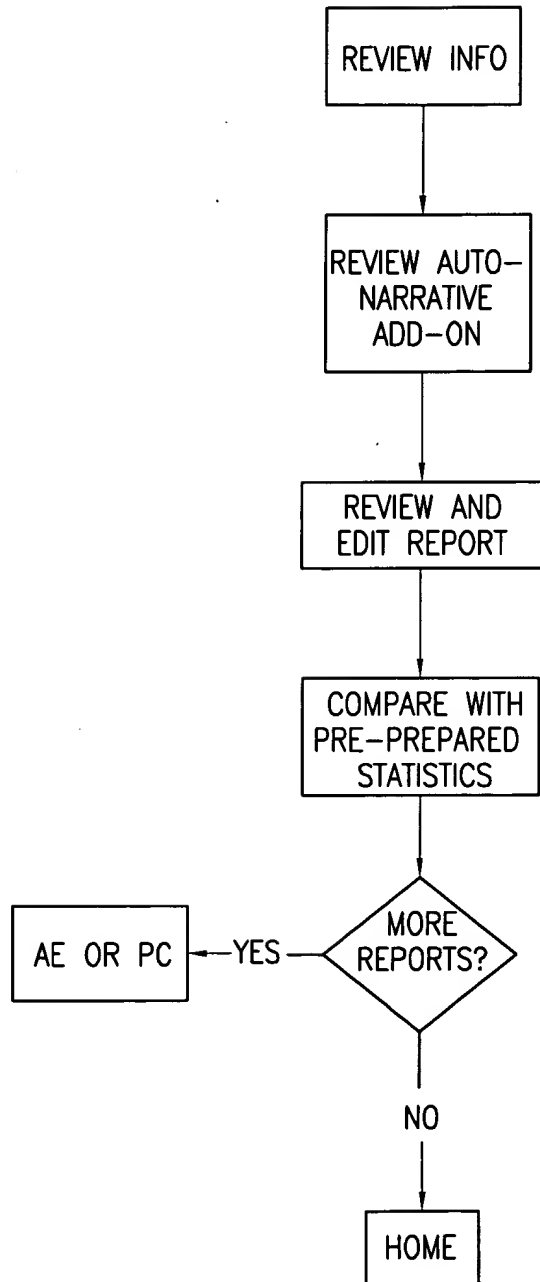 REVIEW INFO
REVIEW AUTO-
NARRATIVE
ADD-ON
REVIEW AND
EDIT REPORT
COMPARE WITH
PRE-PREPARED
STATISTICS
MORE
REPORTS?
YES
AE OR PC
NO
HOME